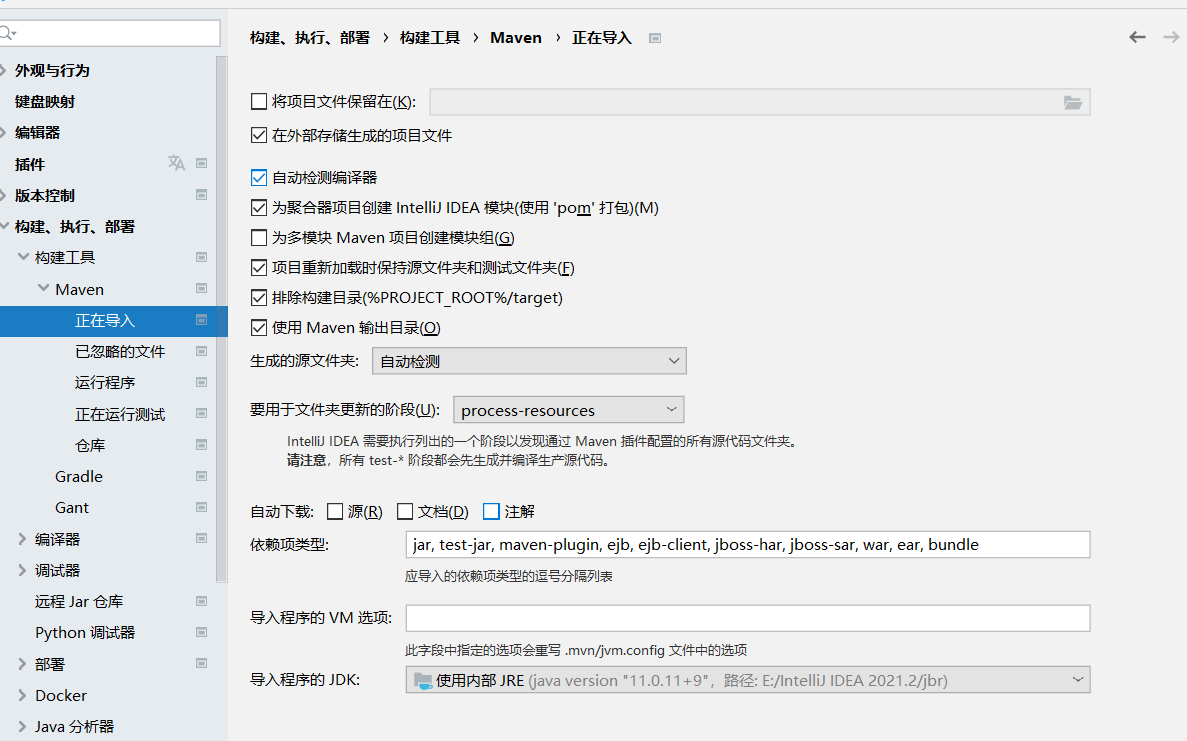 构建、执行、部署 › 构建工具 › Maven › 正在导入
外观与行为
键盘映射
编辑器
插件
版本控制
构建、执行、部署
构建工具
Maven
正在导入
已忽略的文件
运行程序
正在运行测试
仓库
Gradle
Gant
编译器
调试器
远程 Jar 仓库
Python 调试器
部署
Docker
Java 分析器
将项目文件保留在(K):
在外部存储生成的项目文件
自动检测编译器
为聚合器项目创建 IntelliJ IDEA 模块(使用 'pom' 打包)(M)
为多模块 Maven 项目创建模块组(G)
项目重新加载时保持源文件夹和测试文件夹(F)
排除构建目录(%PROJECT_ROOT%/target)
使用 Maven 输出目录(O)
生成的源文件夹: 自动检测
要用于文件夹更新的阶段(U): process-resources
IntelliJ IDEA 需要执行列出的一个阶段以发现通过 Maven 插件配置的所有源代码文件夹。
请注意，所有 test-* 阶段都会先生成并编译生产源代码。
自动下载: 源(R) 文档(D) 注解
依赖项类型: jar, test-jar, maven-plugin, ejb, ejb-client, jboss-har, jboss-sar, war, ear, bundle
应导入的依赖项类型的逗号分隔列表
导入程序的 VM 选项:
此字段中指定的选项会重写 .mvn/jvm.config 文件中的选项
导入程序的 JDK: 使用内部 JRE (java version "11.0.11+9"，路径: E:/IntelliJ IDEA 2021.2/jbr)